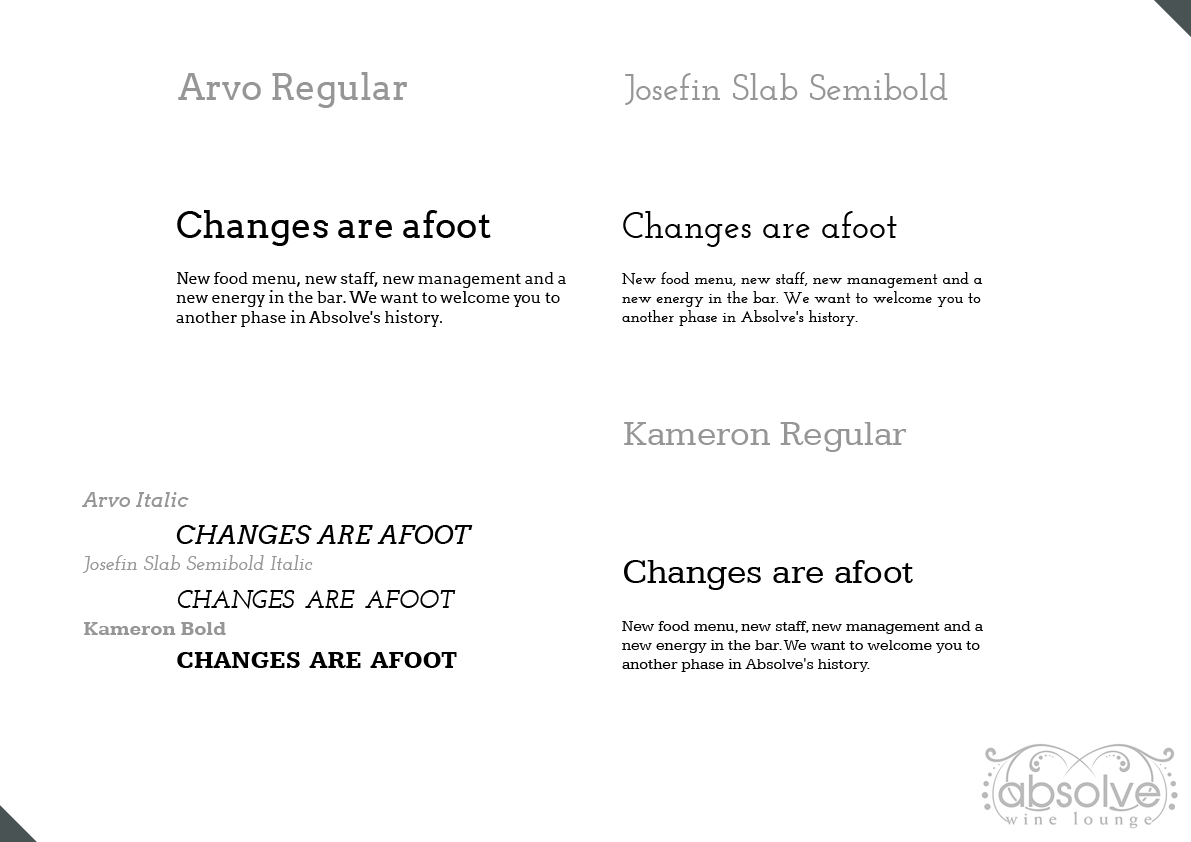 Arvo Regular
Changes are afoot
New food menu, new staff, new management and a
new energy in the bar. We want to welcome you to
another phase in Absolve's history.
Josefin Slab Semibold
Changes are afoot
New food menu, new staff, new management and a
new energy in the bar. We want to welcome you to
another phase in Absolve's history.
Arvo Italic
CHANGES ARE AFOOT
Josefin Slab Semibold Italic
CHANGES ARE AFOOT
Kameron Bold
CHANGES ARE AFOOT
Kameron Regular
Changes are afoot
New food menu, new staff, new management and a
new energy in the bar. We want to welcome you to
another phase in Absolve's history.
absolve
wine lounge